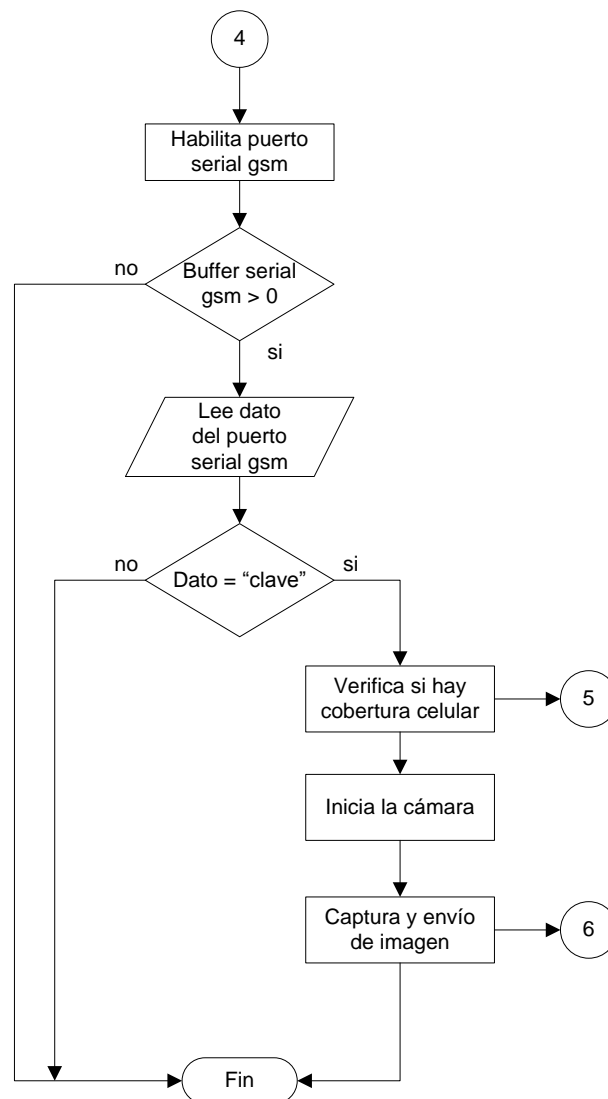 4
Habilita puerto
serial gsm
no
Buffer serial
gsm > 0
si
Lee dato
del puerto
serial gsm
no
Dato = “clave”
si
Verifica si hay
cobertura celular
5
Inicia la cámara
Captura y envío
de imagen
6
Fin